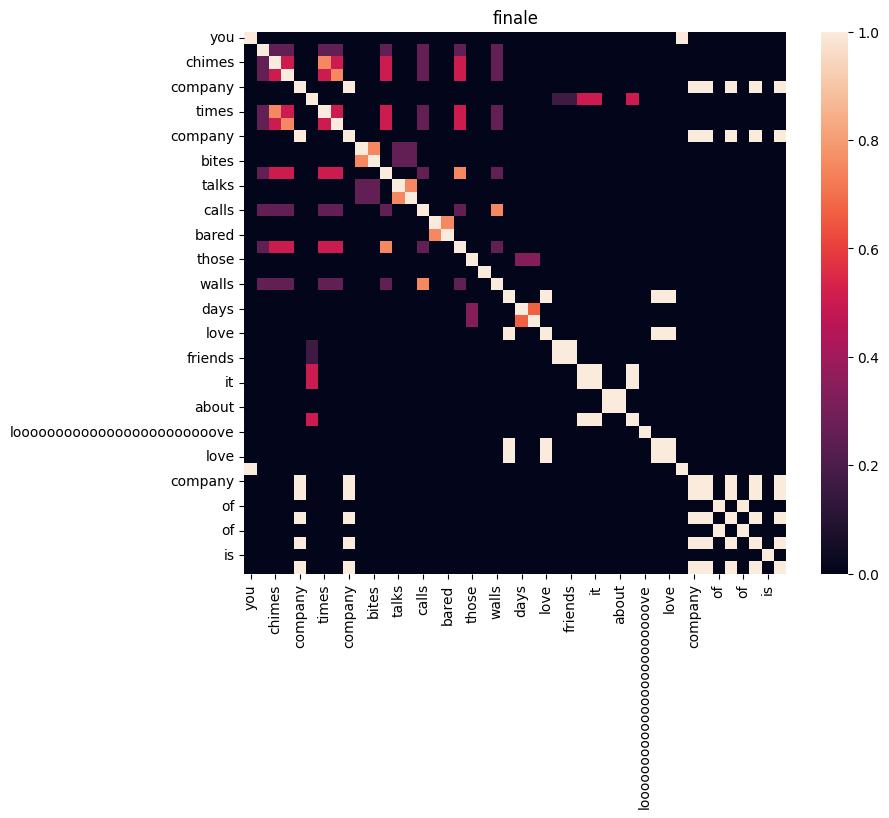 finale
you
chimes
company
times
company
bites
talks
calls
bared
those
walls
days
love
friends
it
about
loooooooooooooooooooooooove
love
company
of
of
is
you
chimes
company
times
company
bites
talks
calls
bared
those
walls
days
love
friends
it
about
loooooooooooooooooooooooove
love
company
of
of
is
1.0
0.8
0.6
0.4
0.2
0.0